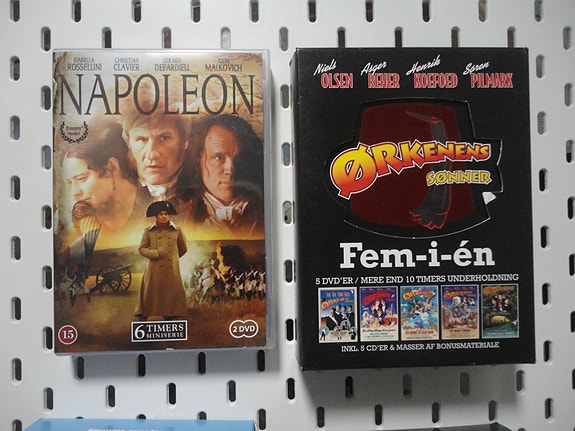 ISABELLA CHRISTIAN GERARD JOHN
ROSSELLINI CLAVIER DEPARDIEU MALKOVICH
NAPOLEON
15
6 TIMERS
MINISERIE
2 DVD
Niels Asger Henrik Søren
OLSEN REHER KOEFOED PILMARK
ØRKENENS
SØNNER
Fem-i-én
5 DVD'ER / MERE END 10 TIMERS UNDERHOLDNING
INKL. 5 CD'ER & MASSER AF BONUSMATERIALE